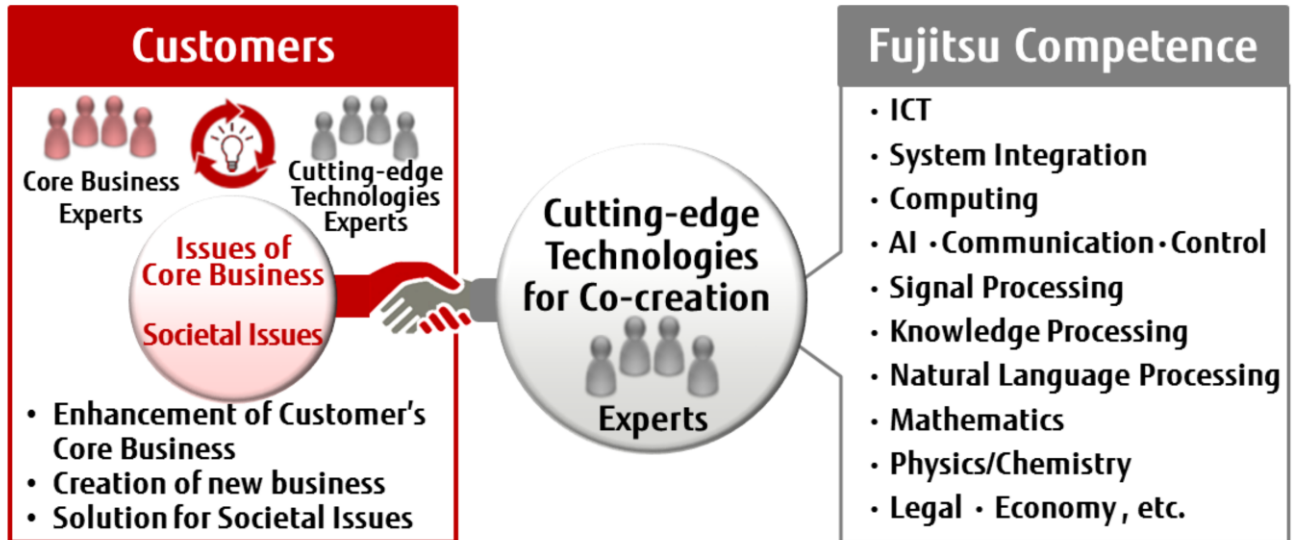 Customers
Core Business
Experts
Cutting-edge
Technologies
Experts
Issues of
Core Business
Societal Issues
• Enhancement of Customer's
Core Business
• Creation of new business
• Solution for Societal Issues
Cutting-edge
Technologies
for Co-creation
Experts
Fujitsu Competence
・ ICT
・ System Integration
・ Computing
・ AI ・Communication・Control
・ Signal Processing
・ Knowledge Processing
・ Natural Language Processing
・ Mathematics
・ Physics/Chemistry
・ Legal ・ Economy , etc.